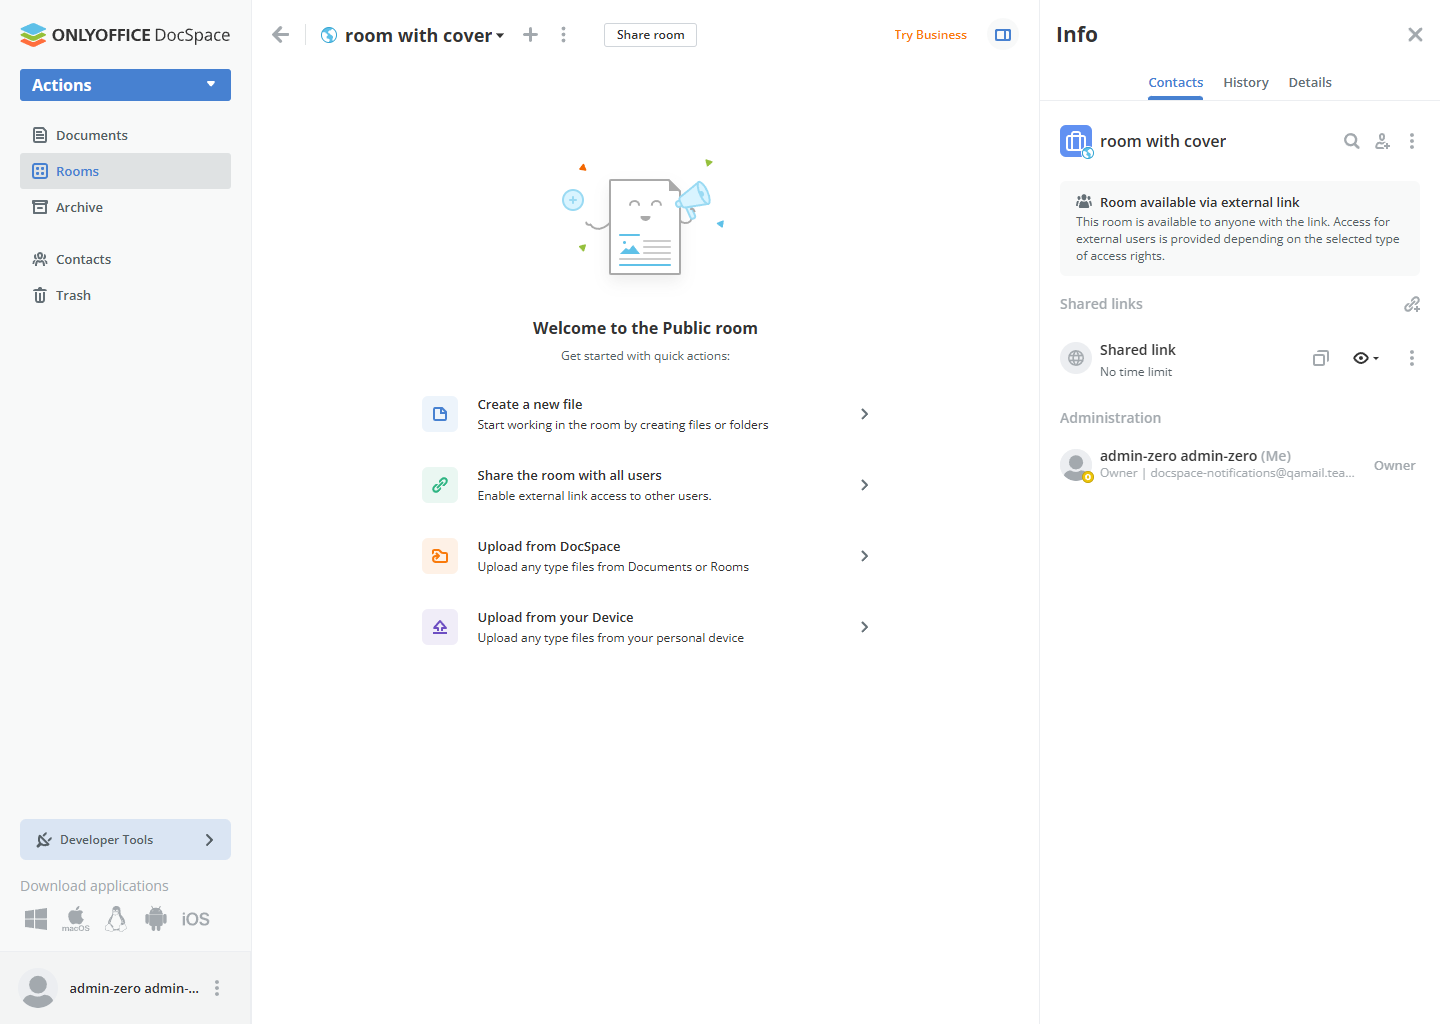 ONLYOFFICE DocSpace
Actions
Documents
Rooms
Archive
Contacts
Trash
Developer Tools
Download applications
macOS
iOS
admin-zero admin-...
room with cover
Share room
Try Business
Welcome to the Public room
Get started with quick actions:
Create a new file
Start working in the room by creating files or folders
Share the room with all users
Enable external link access to other users.
Upload from DocSpace
Upload any type files from Documents or Rooms
Upload from your Device
Upload any type files from your personal device
Info
Contacts History Details
room with cover
Room available via external link
This room is available to anyone with the link. Access for
external users is provided depending on the selected type
of access rights.
Shared links
Shared link
No time limit
Administration
admin-zero admin-zero (Me)
Owner | docspace-notifications@qamail.tea...
Owner